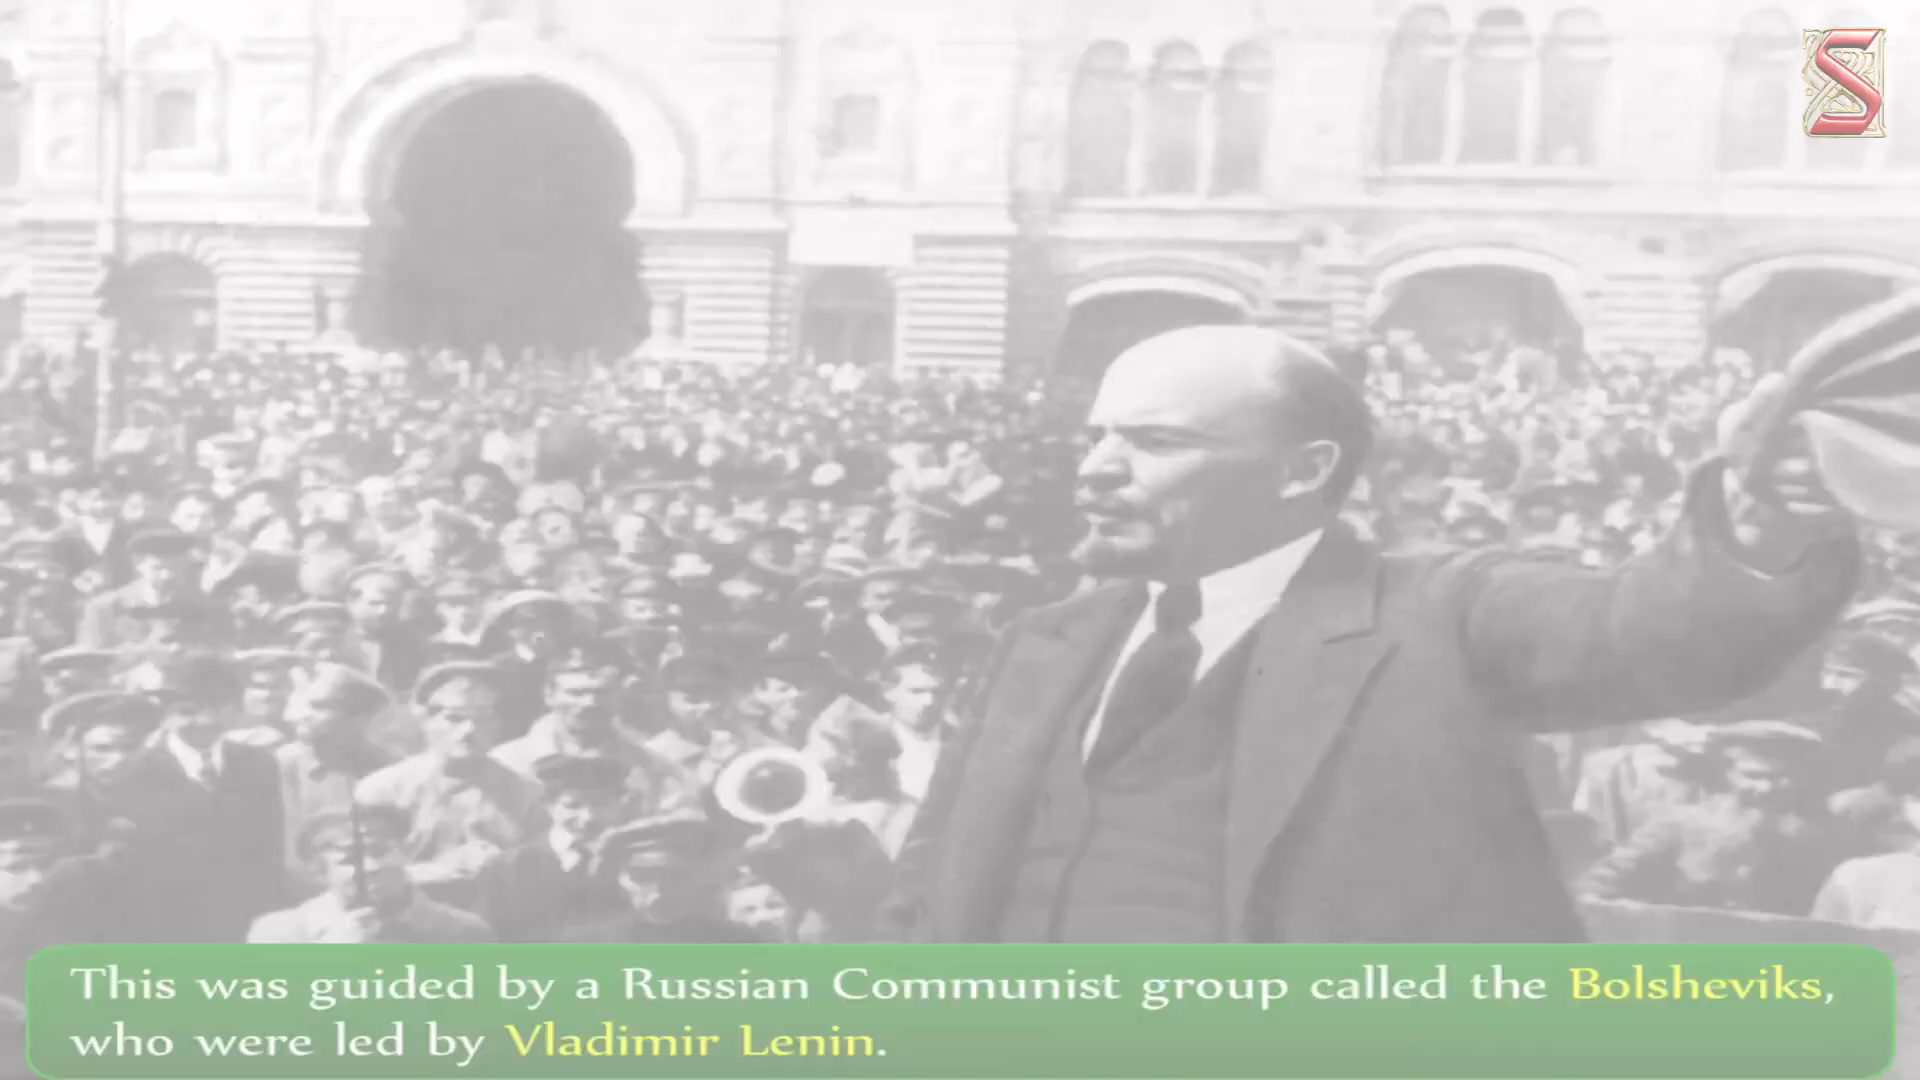 S
This was guided by a Russian Communist group called the Bolsheviks,
who were led by Vladimir Lenin.